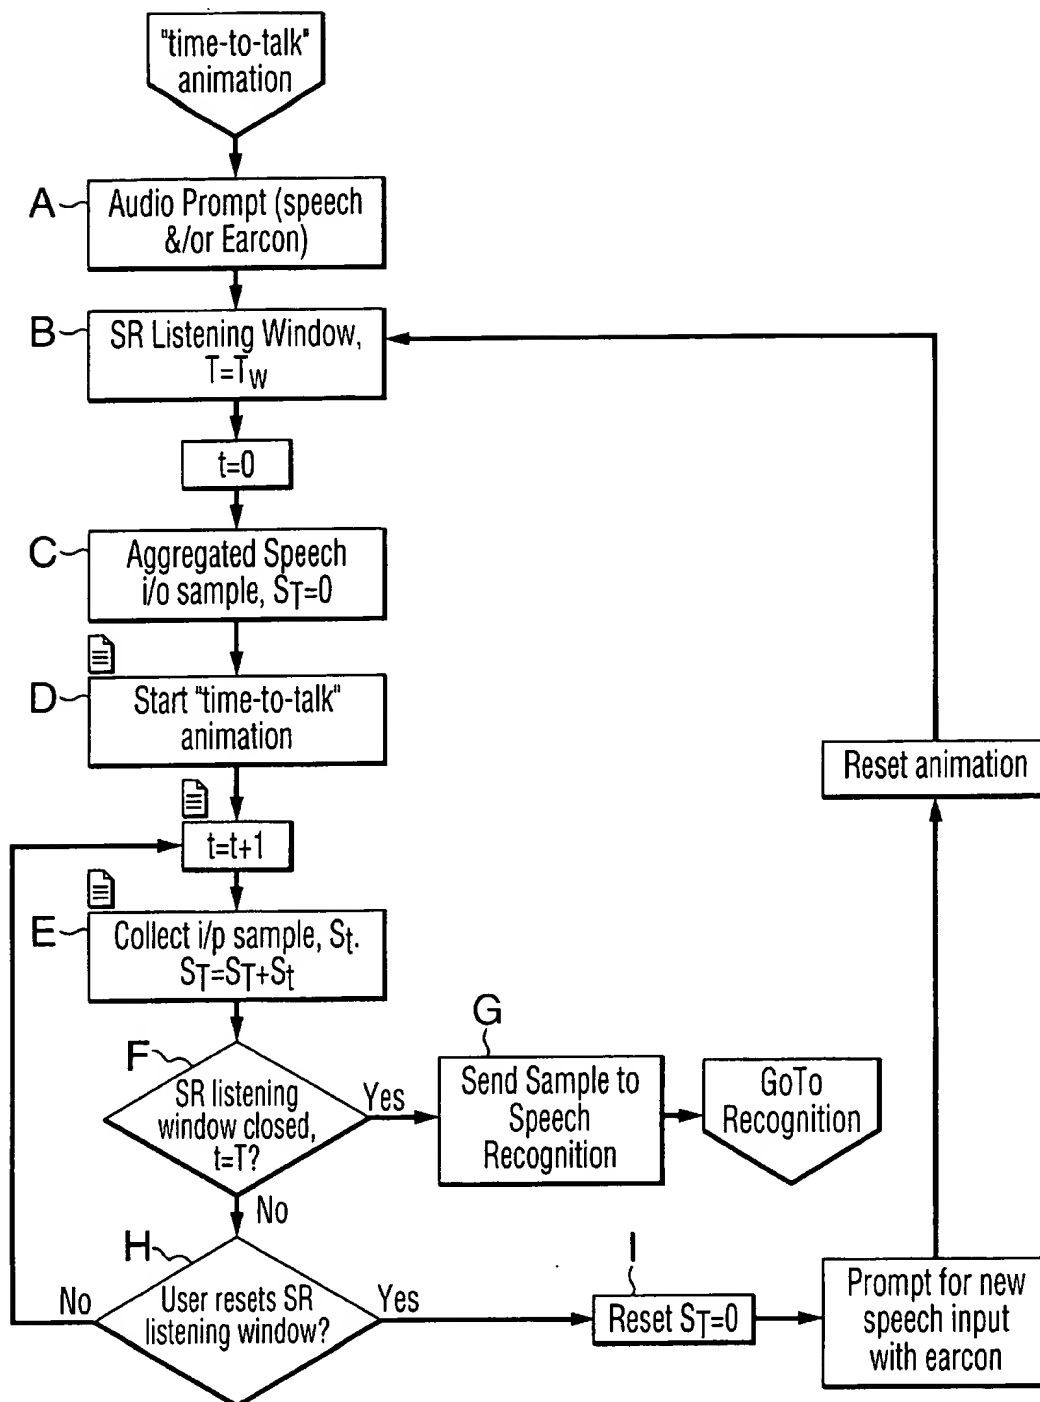 "time-to-talk"
animation
A
Audio Prompt (speech
&/or Earcon)
B
SR Listening Window,
T=Tw
t=0
C
Aggregated Speech
i/o sample, ST=0
D
Start "time-to-talk"
animation
Reset animation
t=t+1
E
Collect i/p sample, St.
ST=ST+St
F
SR listening
window closed,
t=T?
Yes
G
Send Sample to
Speech
Recognition
GoTo
Recognition
No
H
User resets SR
listening window?
No
Yes
I
Reset ST=0
Prompt for new
speech input
with earcon